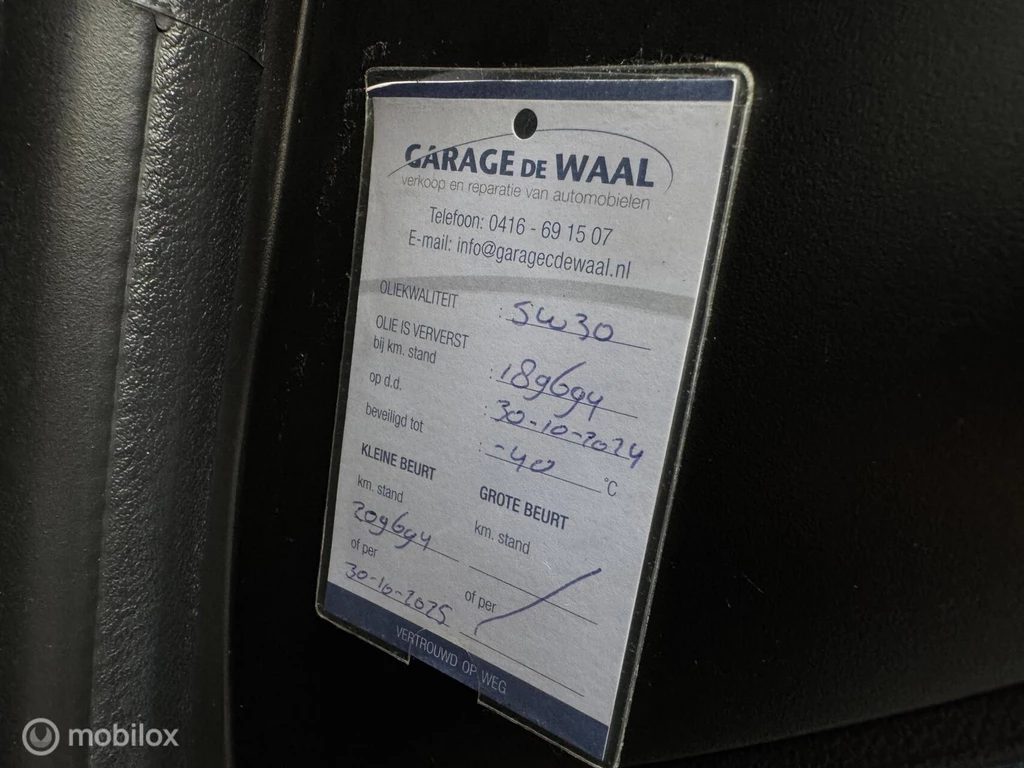 GARAGE DE WAAL
verkoop en reparatie van automobielen
Telefoon: 0416 - 69 15 07
E-mail: info@garagecdewaal.nl
OLIEKWALITEIT : 5W30
OLIE IS VERVERST
bij km. stand : 189694
op d.d. : 30-10-2024
beveiligd tot : -40 °C
KLEINE BEURT GROTE BEURT
km. stand km. stand
209694
of per of per
30-10-2025
VERTROUWD OP WEG
mobilox